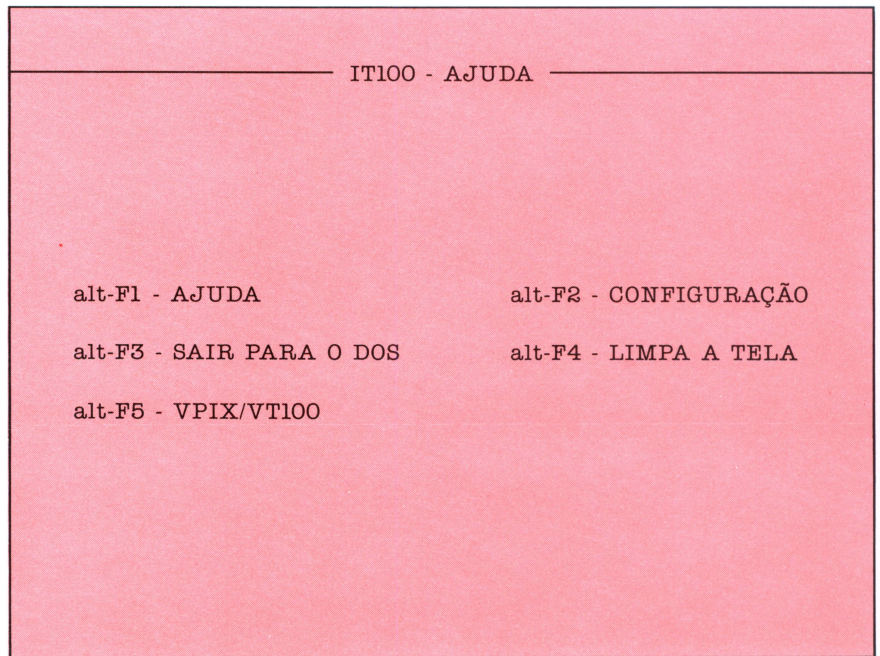 IT100 - AJUDA
alt-F1 - AJUDA alt-F2 - CONFIGURAÇÃO
alt-F3 - SAIR PARA O DOS alt-F4 - LIMPA A TELA
alt-F5 - VPIX/VT100